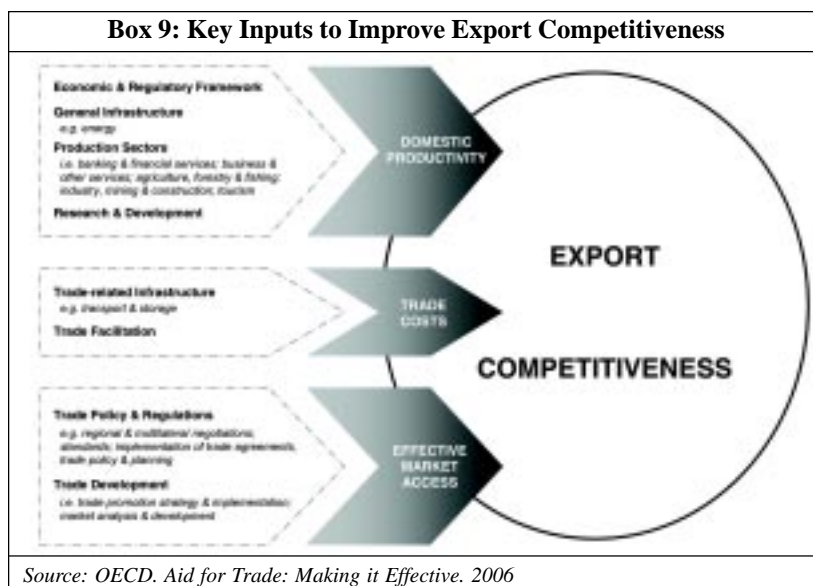 Box 9: Key Inputs to Improve Export Competitiveness
Economic & Regulatory Framework
General Infrastructure
e.g. energy
Production Sectors
i.e. banking & financial services; business &
other services; agriculture, forestry & fishing;
industry, mining & construction; tourism
Research & Development
DOMESTIC
PRODUCTIVITY
Trade-related Infrastructure
e.g. transport & storage
Trade Facilitation
TRADE
COSTS
Trade Policy & Regulations
e.g. regional & multilateral negotiations;
standards; implementation of trade agreements;
trade policy & planning
Trade Development
i.e. trade promotion strategy & implementation;
market analysis & development
EFFECTIVE
MARKET
ACCESS
EXPORT
COMPETITIVENESS
Source: OECD. Aid for Trade: Making it Effective. 2006